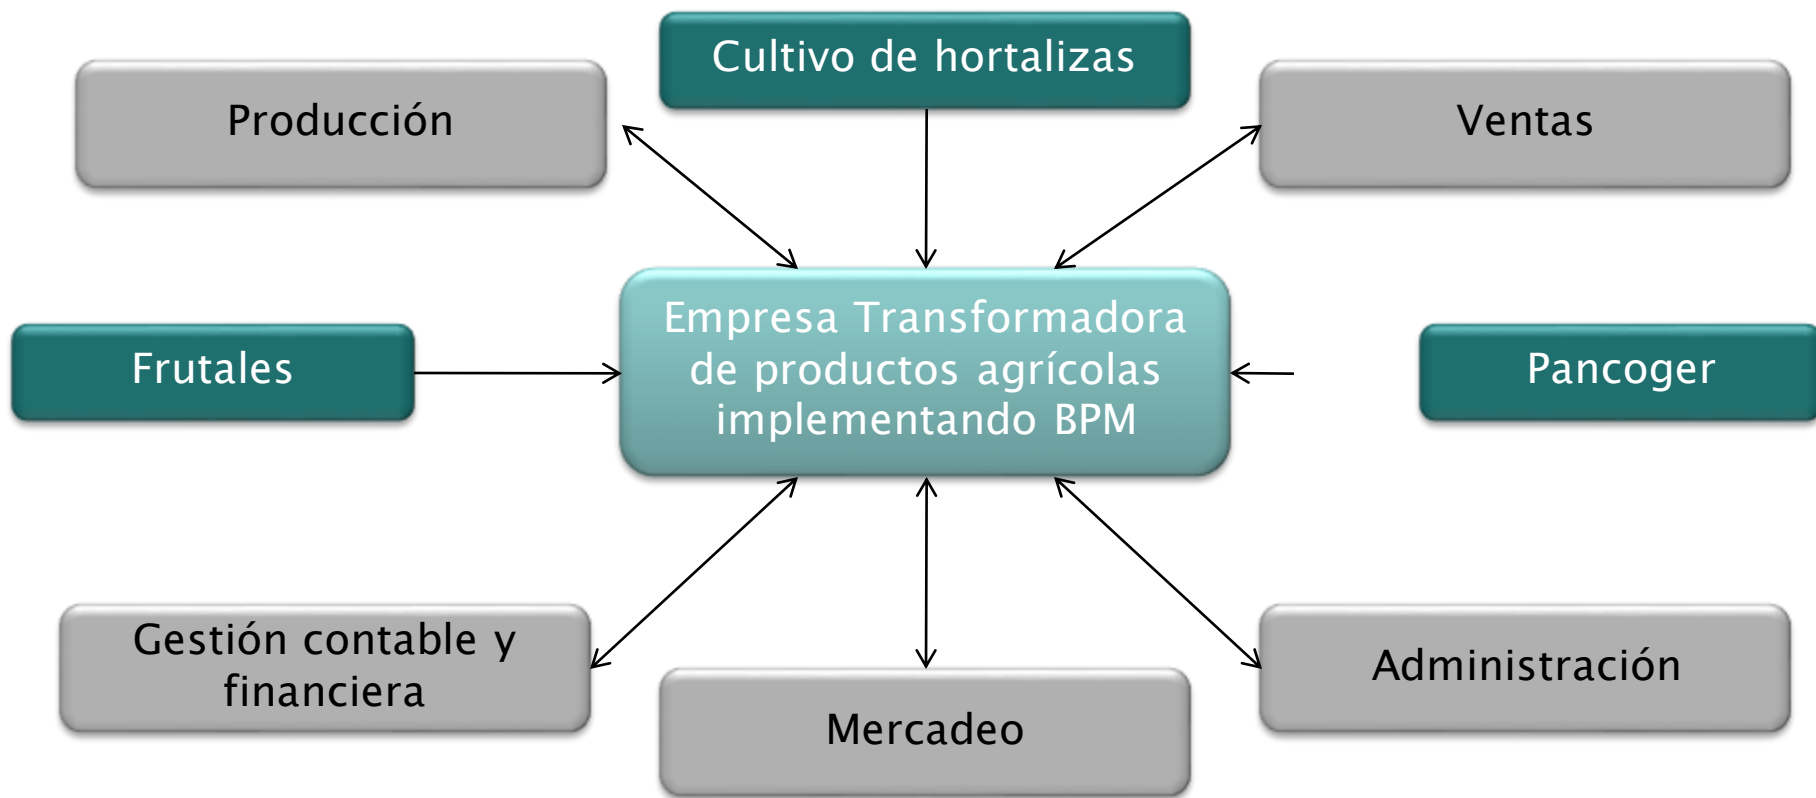 Cultivo de hortalizas
Producción
Ventas
Empresa Transformadora
de productos agrícolas
implementando BPM
Frutales
Pancoger
Gestión contable y
financiera
Mercadeo
Administración